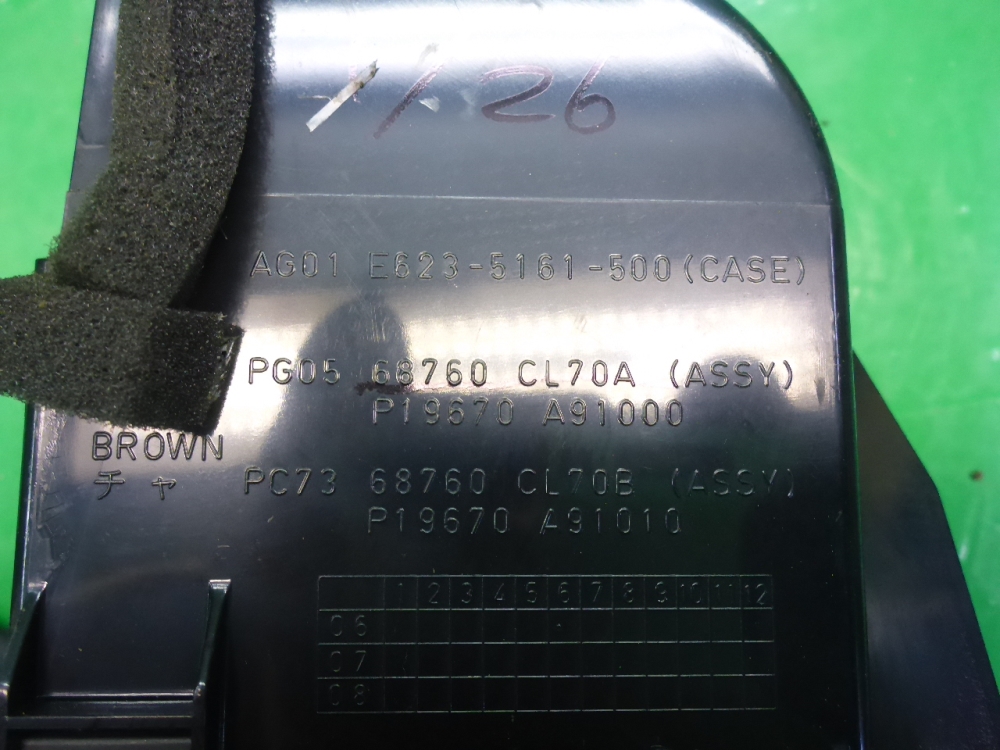 1/26
AG01 E623-5161-500(CASE)
PG05 68760 CL70A (ASSY)
P19670 A91000
BROWN
チャ PC73 68760 CL70B (ASSY)
P19670 A91010
1 2 3 4 5 6 7 8 9 10 11 12
06
07
08